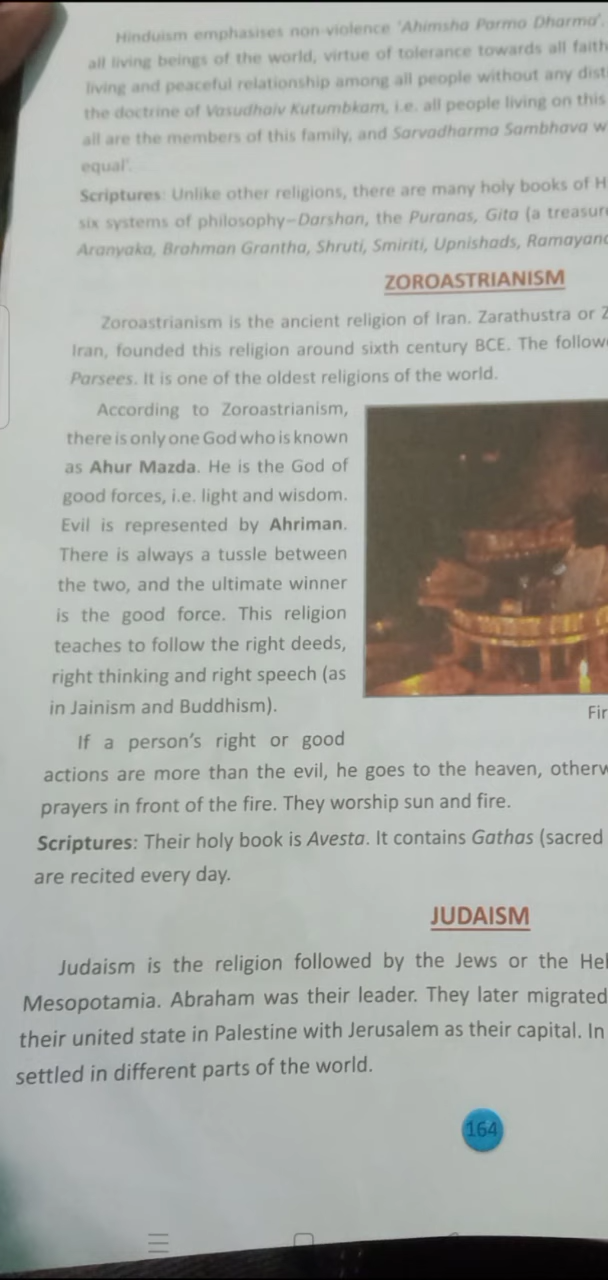 Hinduism emphasises non-violence 'Ahimsha Parmo Dharma',
all living beings of the world, virtue of tolerance towards all faith
living and peaceful relationship among all people without any dist
the doctrine of Vasudhaiv Kutumbkam, i.e. all people living on this
all are the members of this family, and Sarvadharma Sambhava w
equal'.
Scriptures: Unlike other religions, there are many holy books of H
six systems of philosophy–Darshan, the Puranas, Gita (a treasure
Aranyaka, Brahman Grantha, Shruti, Smiriti, Upnishads, Ramayana
ZOROASTRIANISM
Zoroastrianism is the ancient religion of Iran. Zarathustra or Z
Iran, founded this religion around sixth century BCE. The follow
Parsees. It is one of the oldest religions of the world.
According to Zoroastrianism,
there is only one God who is known
as Ahur Mazda. He is the God of
good forces, i.e. light and wisdom.
Evil is represented by Ahriman.
There is always a tussle between
the two, and the ultimate winner
is the good force. This religion
teaches to follow the right deeds,
right thinking and right speech (as
in Jainism and Buddhism).
Fir
If a person's right or good
actions are more than the evil, he goes to the heaven, otherw
prayers in front of the fire. They worship sun and fire.
Scriptures: Their holy book is Avesta. It contains Gathas (sacred
are recited every day.
JUDAISM
Judaism is the religion followed by the Jews or the Hel
Mesopotamia. Abraham was their leader. They later migrated
their united state in Palestine with Jerusalem as their capital. In
settled in different parts of the world.
164